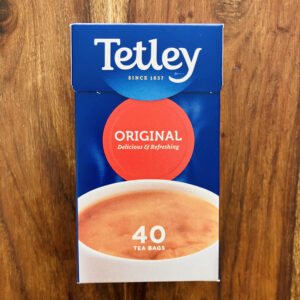 Tetley
SINCE 1837
ORIGINAL
Delicious & Refreshing
40
TEA BAGS